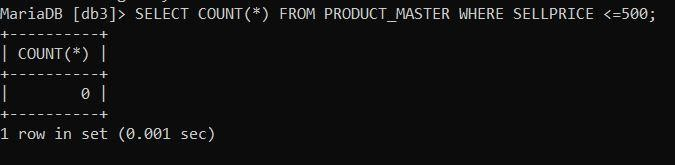 MariaDB [db3]> SELECT COUNT(*) FROM PRODUCT_MASTER WHERE SELLPRICE <=500;
+----------+
| COUNT(*) |
+----------+
|        0 |
+----------+
1 row in set (0.001 sec)